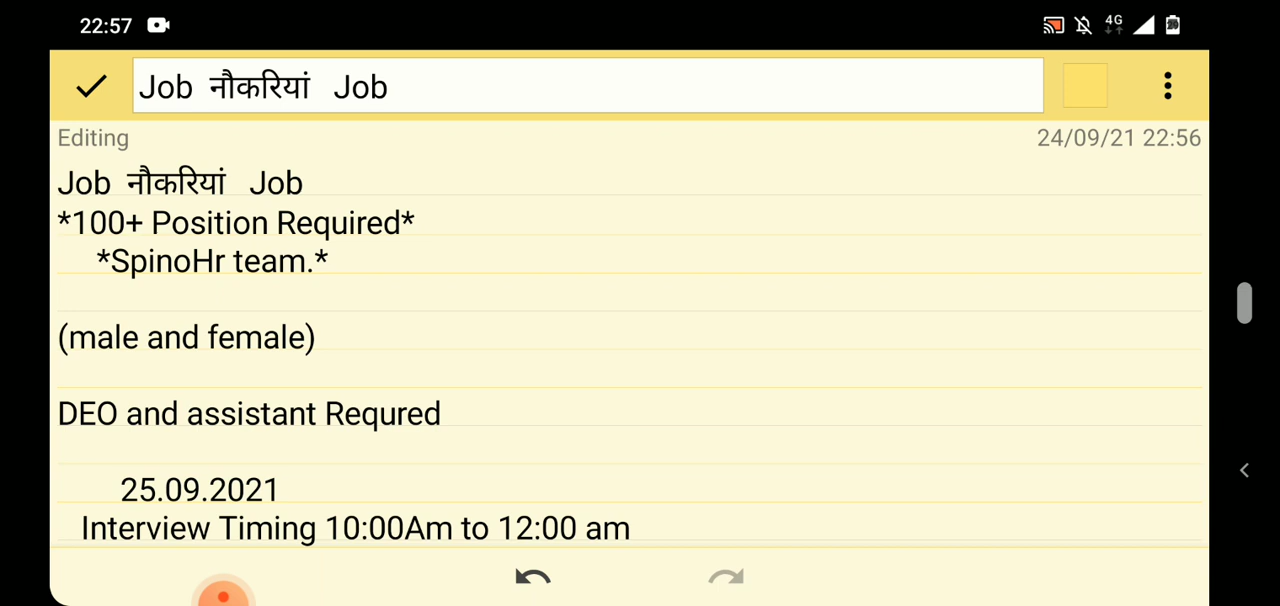 22:57
4G
Job नौकरियां Job
Editing
24/09/21 22:56
Job नौकरियां Job
*100+ Position Required*
*SpinoHr team.*
(male and female)
DEO and assistant Requred
25.09.2021
Interview Timing 10:00Am to 12:00 am